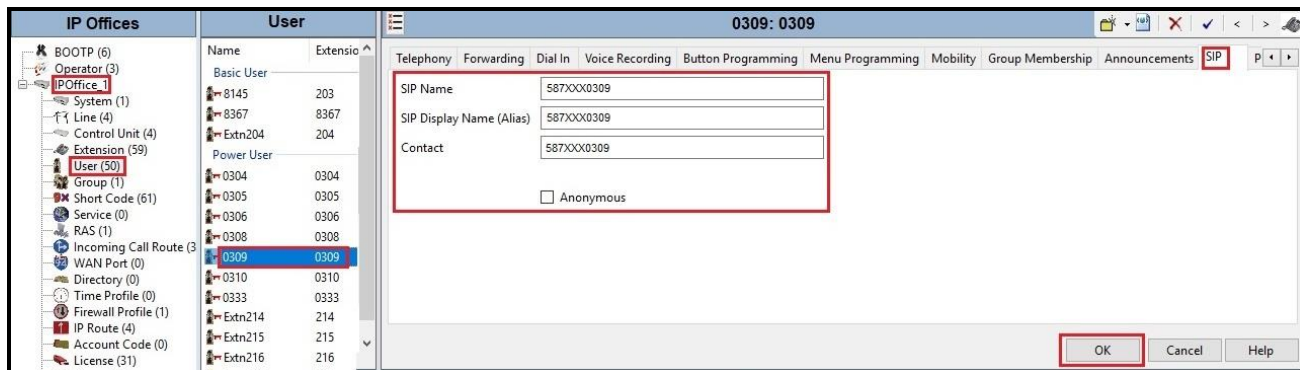 IP Offices
BOOTP (6)
Operator (3)
IPOffice_1
System (1)
Line (4)
Control Unit (4)
Extension (59)
User (50)
Group (1)
Short Code (61)
Service (0)
RAS (1)
Incoming Call Route (3
WAN Port (0)
Directory (0)
Time Profile (0)
Firewall Profile (1)
IP Route (4)
Account Code (0)
License (31)
User
Name Extensio
Basic User
8145 203
8367 8367
Extn204 204
Power User
0304 0304
0305 0305
0306 0306
0308 0308
0309 0309
0310 0310
0333 0333
Extn214 214
Extn215 215
Extn216 216
0309: 0309
Telephony Forwarding Dial In Voice Recording Button Programming Menu Programming Mobility Group Membership Announcements SIP P
SIP Name 587XXX0309
SIP Display Name (Alias) 587XXX0309
Contact 587XXX0309
Anonymous
OK Cancel Help